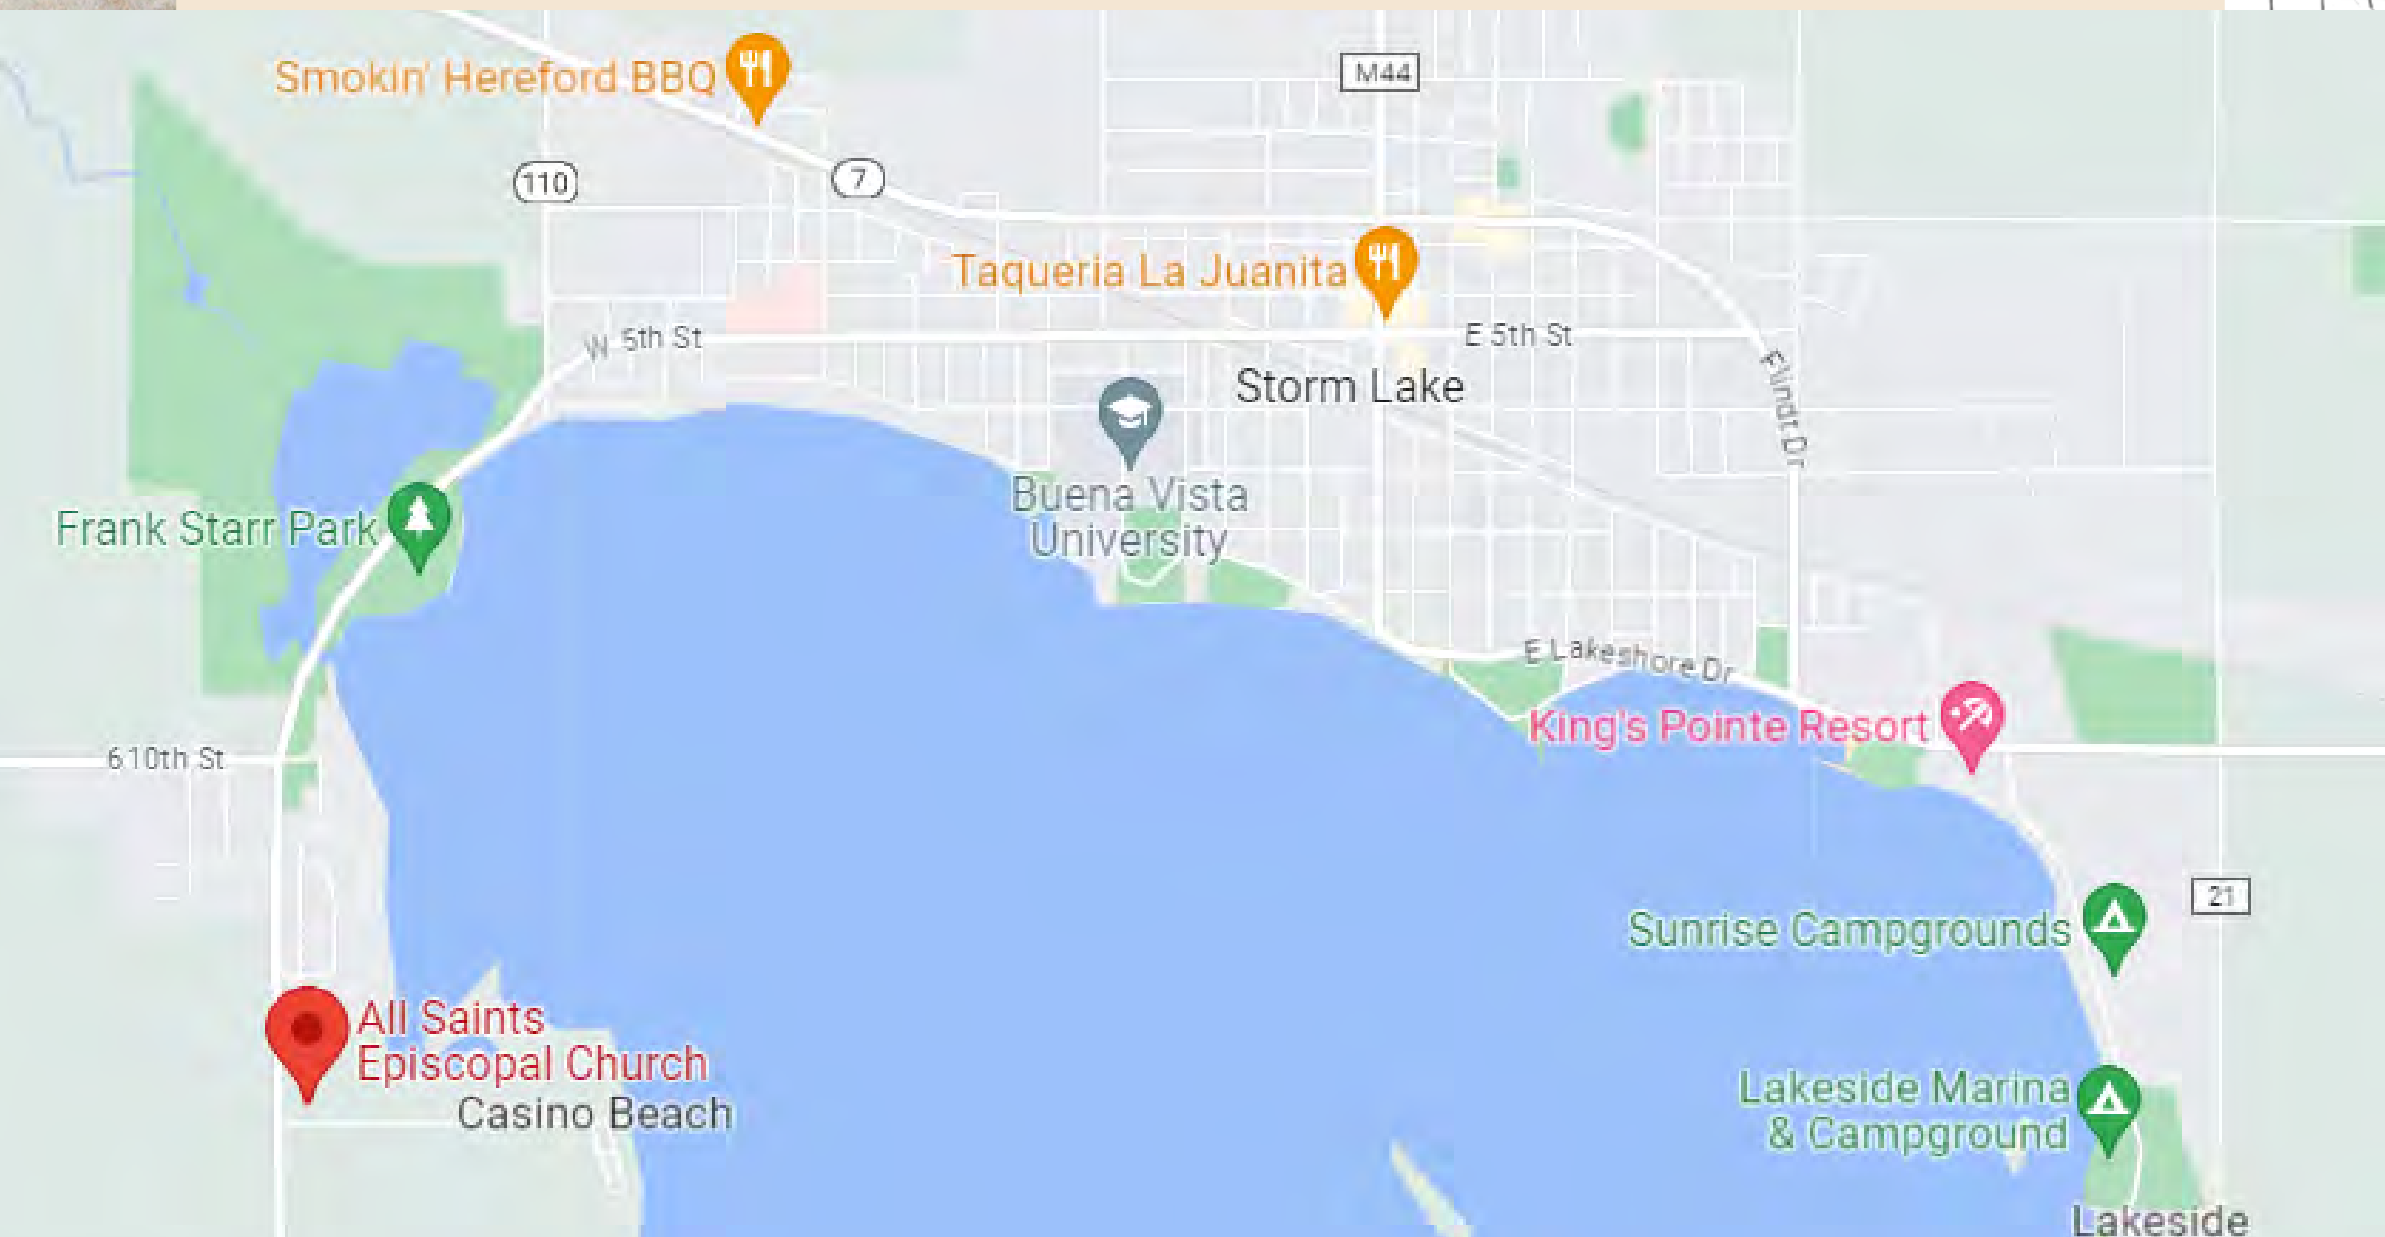 Smokin' Hereford BBQ
M44
110
7
Taqueria La Juanita
W 5th St
E 5th St
Storm Lake
Flindt Dr
Buena Vista
University
Frank Starr Park
E Lakeshore Dr
King's Pointe Resort
610th St
21
Sunrise Campgrounds
All Saints
Episcopal Church
Casino Beach
Lakeside Marina
& Campground
Lakeside